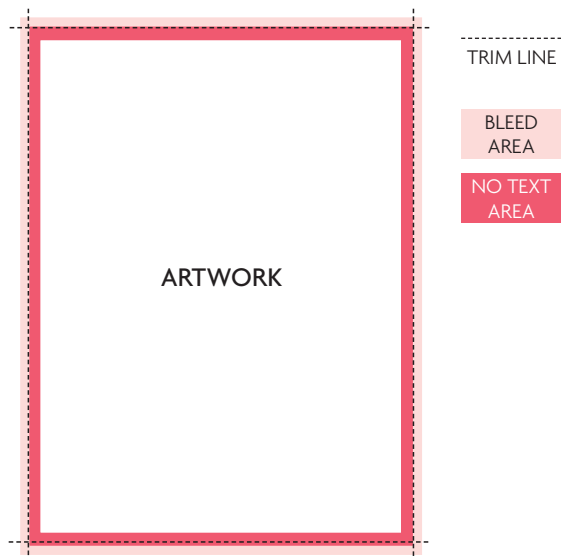 TRIM LINE
BLEED
AREA
NO TEXT
AREA
ARTWORK